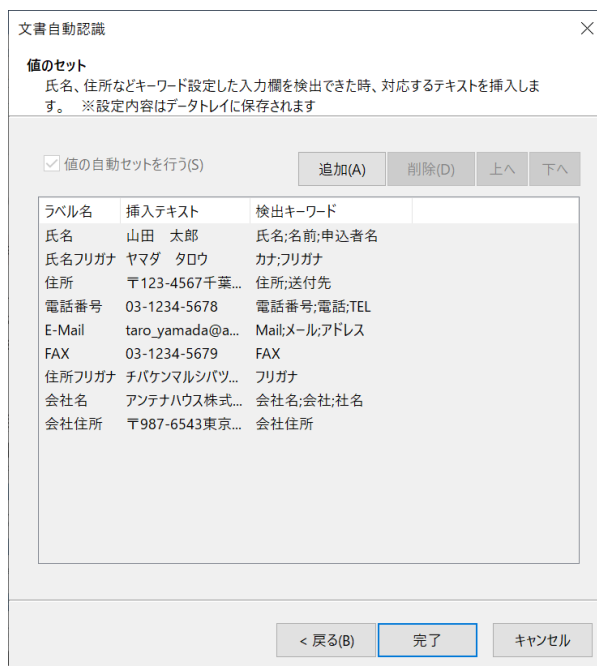 文書自動認識
値のセット
氏名、住所などキーワード設定した入力欄を検出できた時、対応するテキストを挿入しま
す。 ※設定内容はデータトレイに保存されます
値の自動セットを行う(S)
追加(A) 削除(D) 上へ 下へ
ラベル名 挿入テキスト 検出キーワード
氏名 山田　太郎 氏名;名前;申込者名
氏名フリガナ ヤマダ　タロウ カナ;フリガナ
住所 〒123-4567千葉... 住所;送付先
電話番号 03-1234-5678 電話番号;電話;TEL
E-Mail taro_yamada@a... Mail;メール;アドレス
FAX 03-1234-5679 FAX
住所フリガナ チバケンマルシバツ... フリガナ
会社名 アンテナハウス株式... 会社名;会社;社名
会社住所 〒987-6543東京... 会社住所
< 戻る(B) 完了 キャンセル